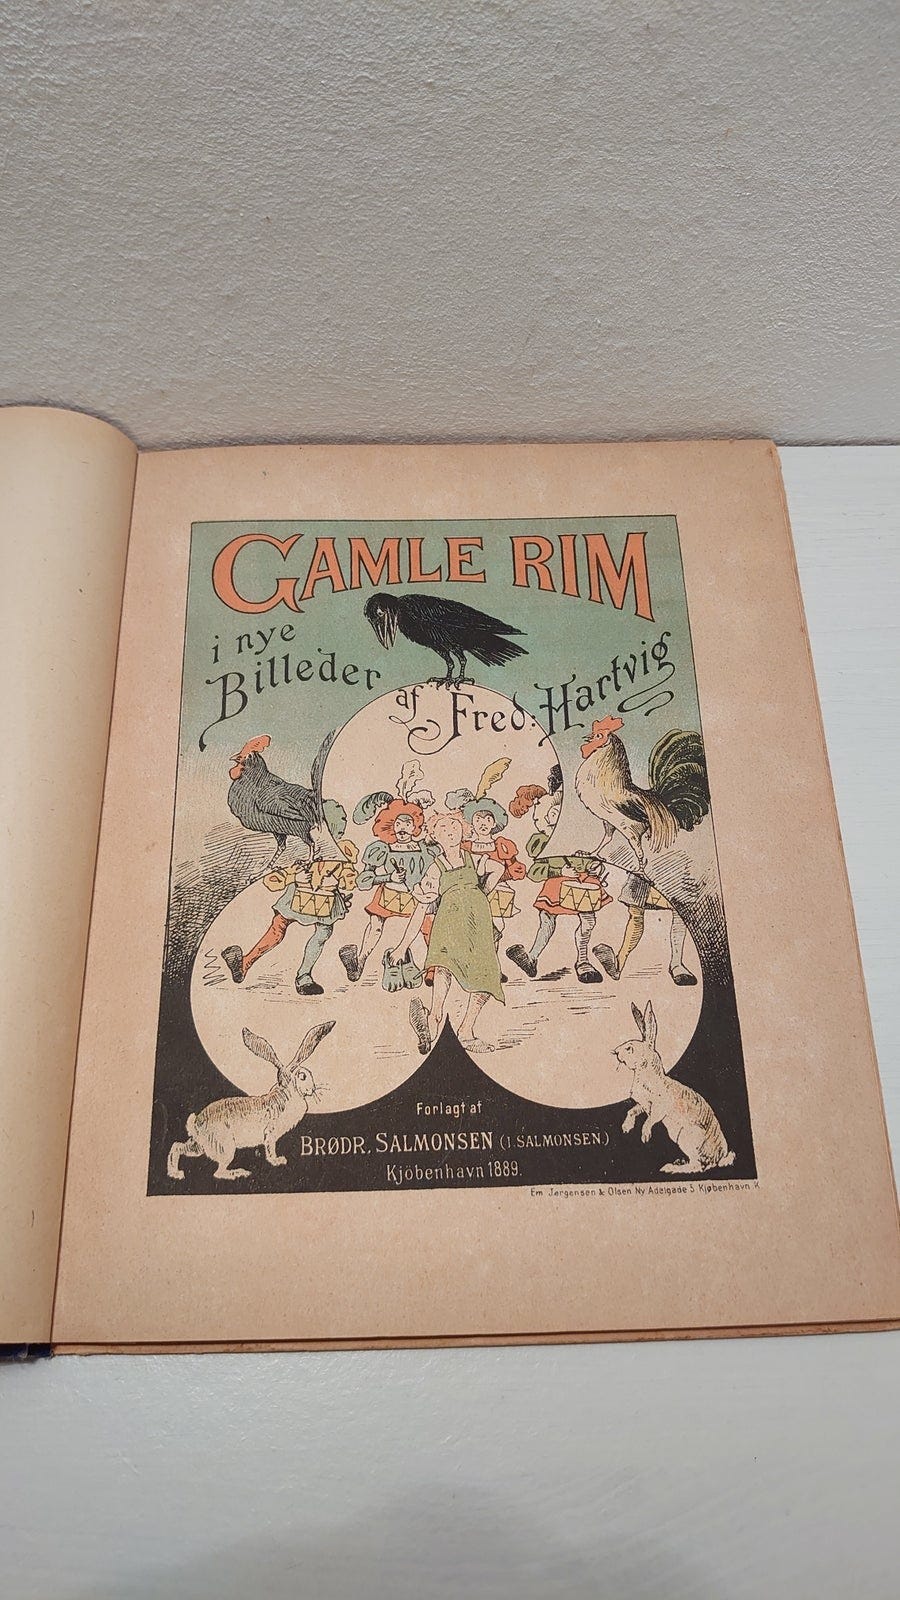 GAMLE RIM
i nye
Billeder af Fred: Hartvig
Forlagt af
BRØDR. SALMONSEN (I. SALMONSEN.)
Kjöbenhavn 1889.
Em Jørgensen & Olsen Ny Adelgade 5 Kjøbenhavn K